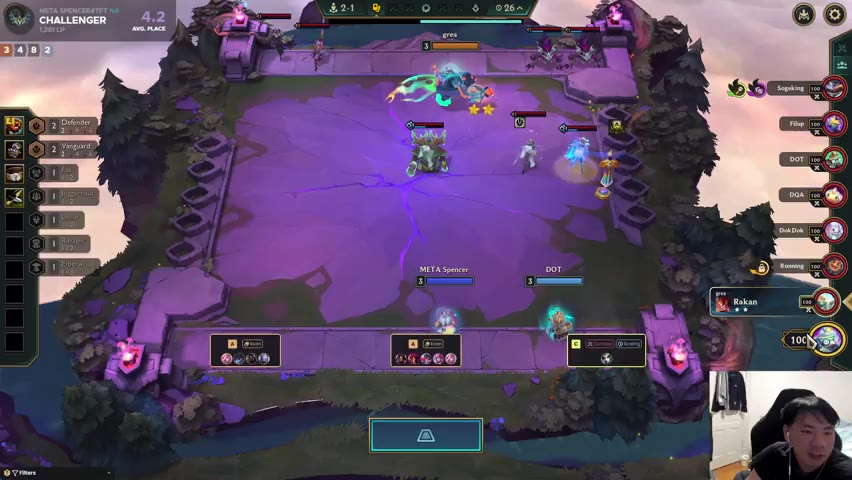 META SPENCER#TFT NA
CHALLENGER
1,281 LP
4.2
AVG. PLACE
3 4 8 2
2-1
26
grea
3
2 Defender
2 Vanguard
1
1
1
1
1
META Spencer
3
DOT
3
A
A
C
Soguking 100
Filup 100
DOT 100
DQA 100
DokDok 100
Running 100
grea
Rakan
100
100
Filters